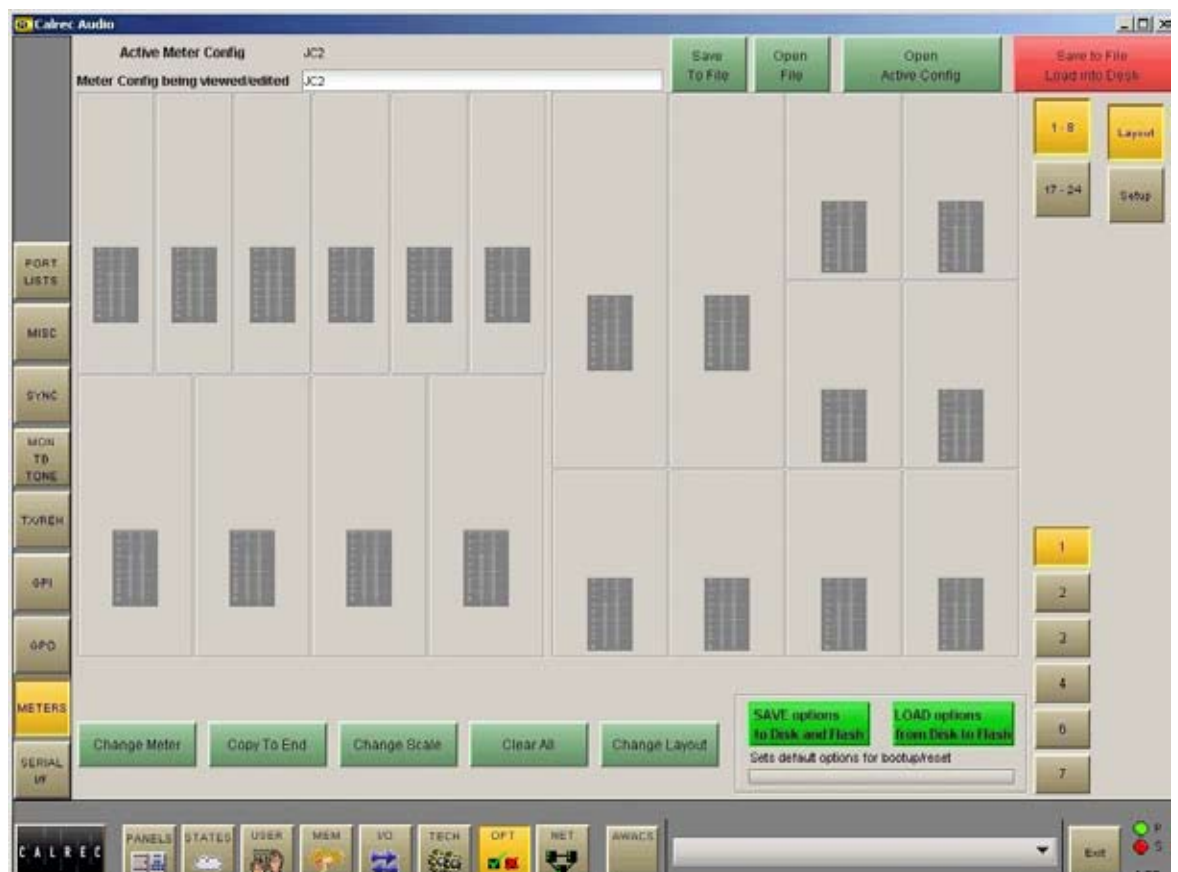 Calrec Audio
Active Meter Config JC2
Meter Config being viewed/edited JC2
Save
To File
Open
File
Open
Active Config
Save to File
Load into Desk
1 - 8
17 - 24
Layout
Setup
PORT
LISTS
MISC
SYNC
MON
TB
TONE
TX/REH
GPI
GPO
METERS
SERIAL
I/F
1
2
3
4
6
7
Change Meter
Copy To End
Change Scale
Clear All
Change Layout
SAVE options
to Disk and Flash
LOAD options
from Disk to Flash
Sets default options for bootup/reset
CALREC
PANELS
STATES
USER
MEM
I/O
TECH
OPT
NET
AWACS
Exit
P
S